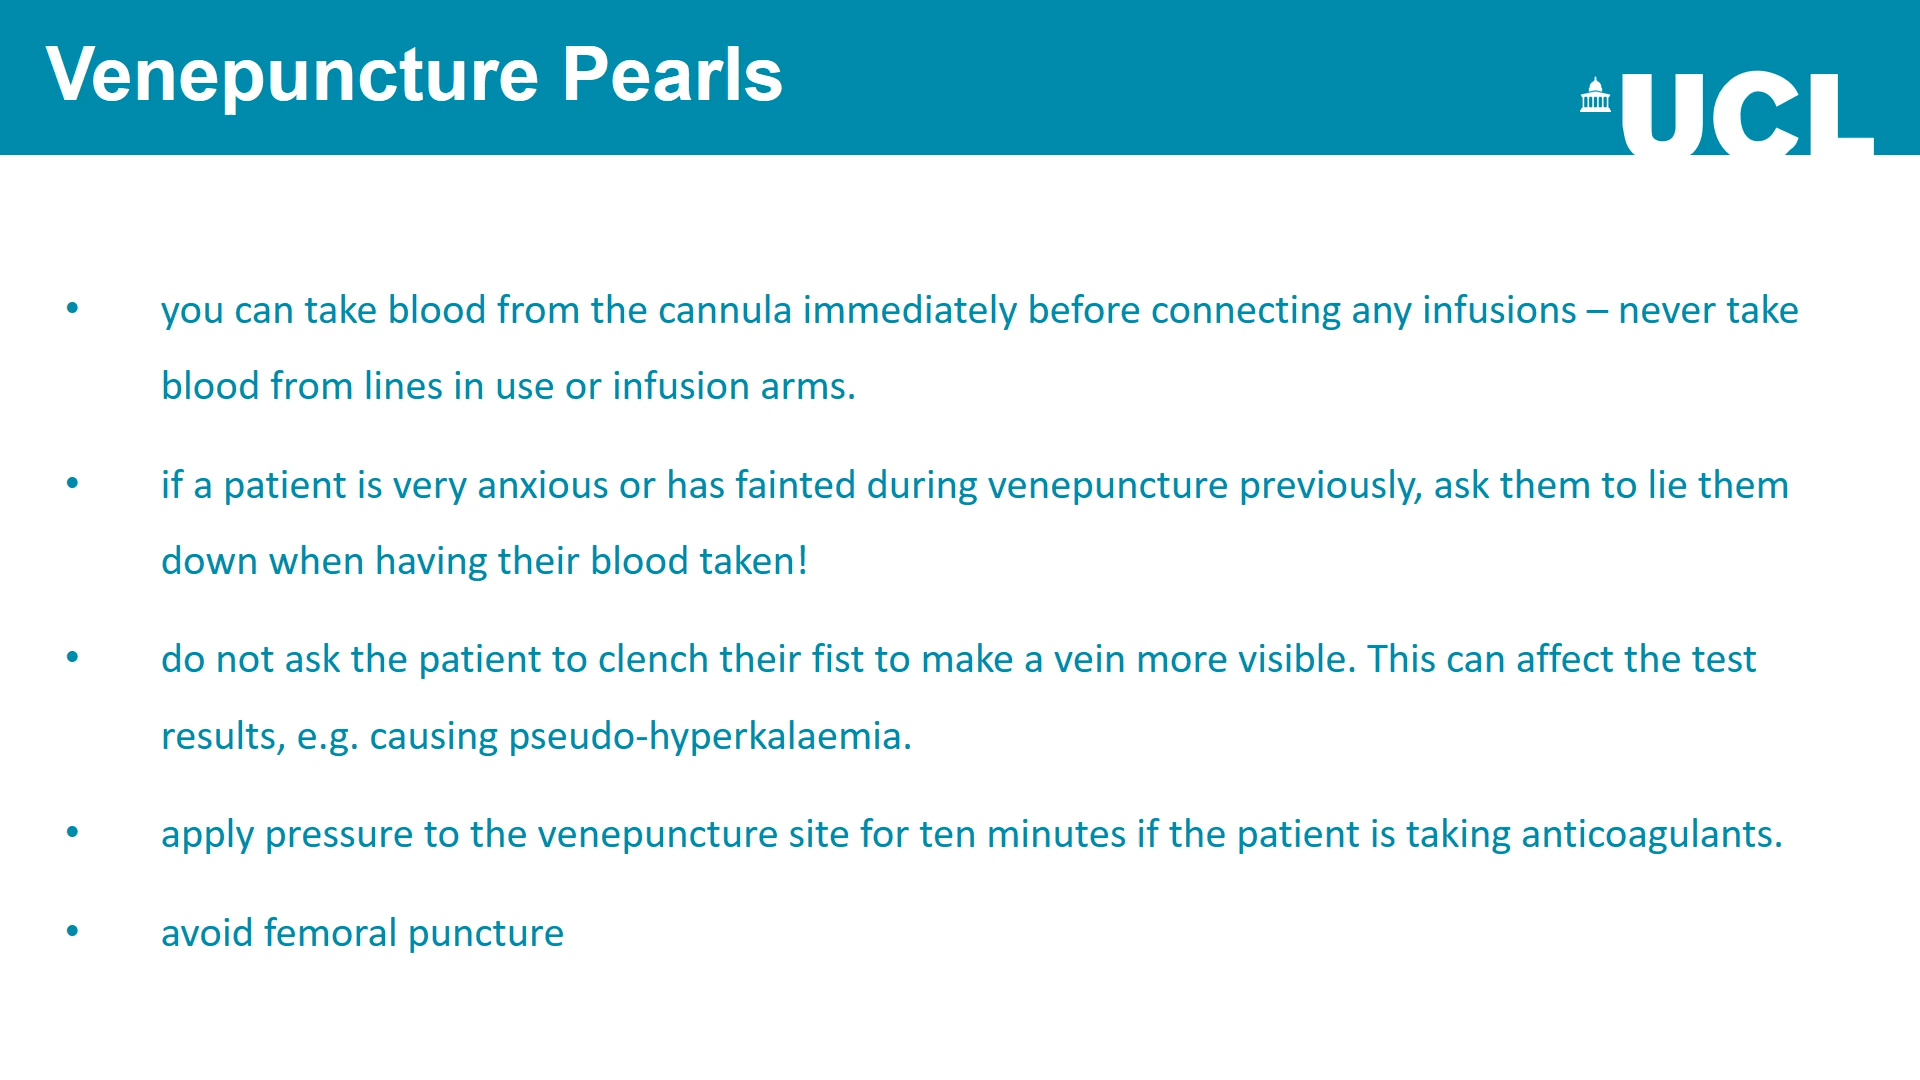 Venepuncture Pearls
UCL
• you can take blood from the cannula immediately before connecting any infusions – never take
blood from lines in use or infusion arms.
• if a patient is very anxious or has fainted during venepuncture previously, ask them to lie them
down when having their blood taken!
• do not ask the patient to clench their fist to make a vein more visible. This can affect the test
results, e.g. causing pseudo-hyperkalaemia.
• apply pressure to the venepuncture site for ten minutes if the patient is taking anticoagulants.
• avoid femoral puncture